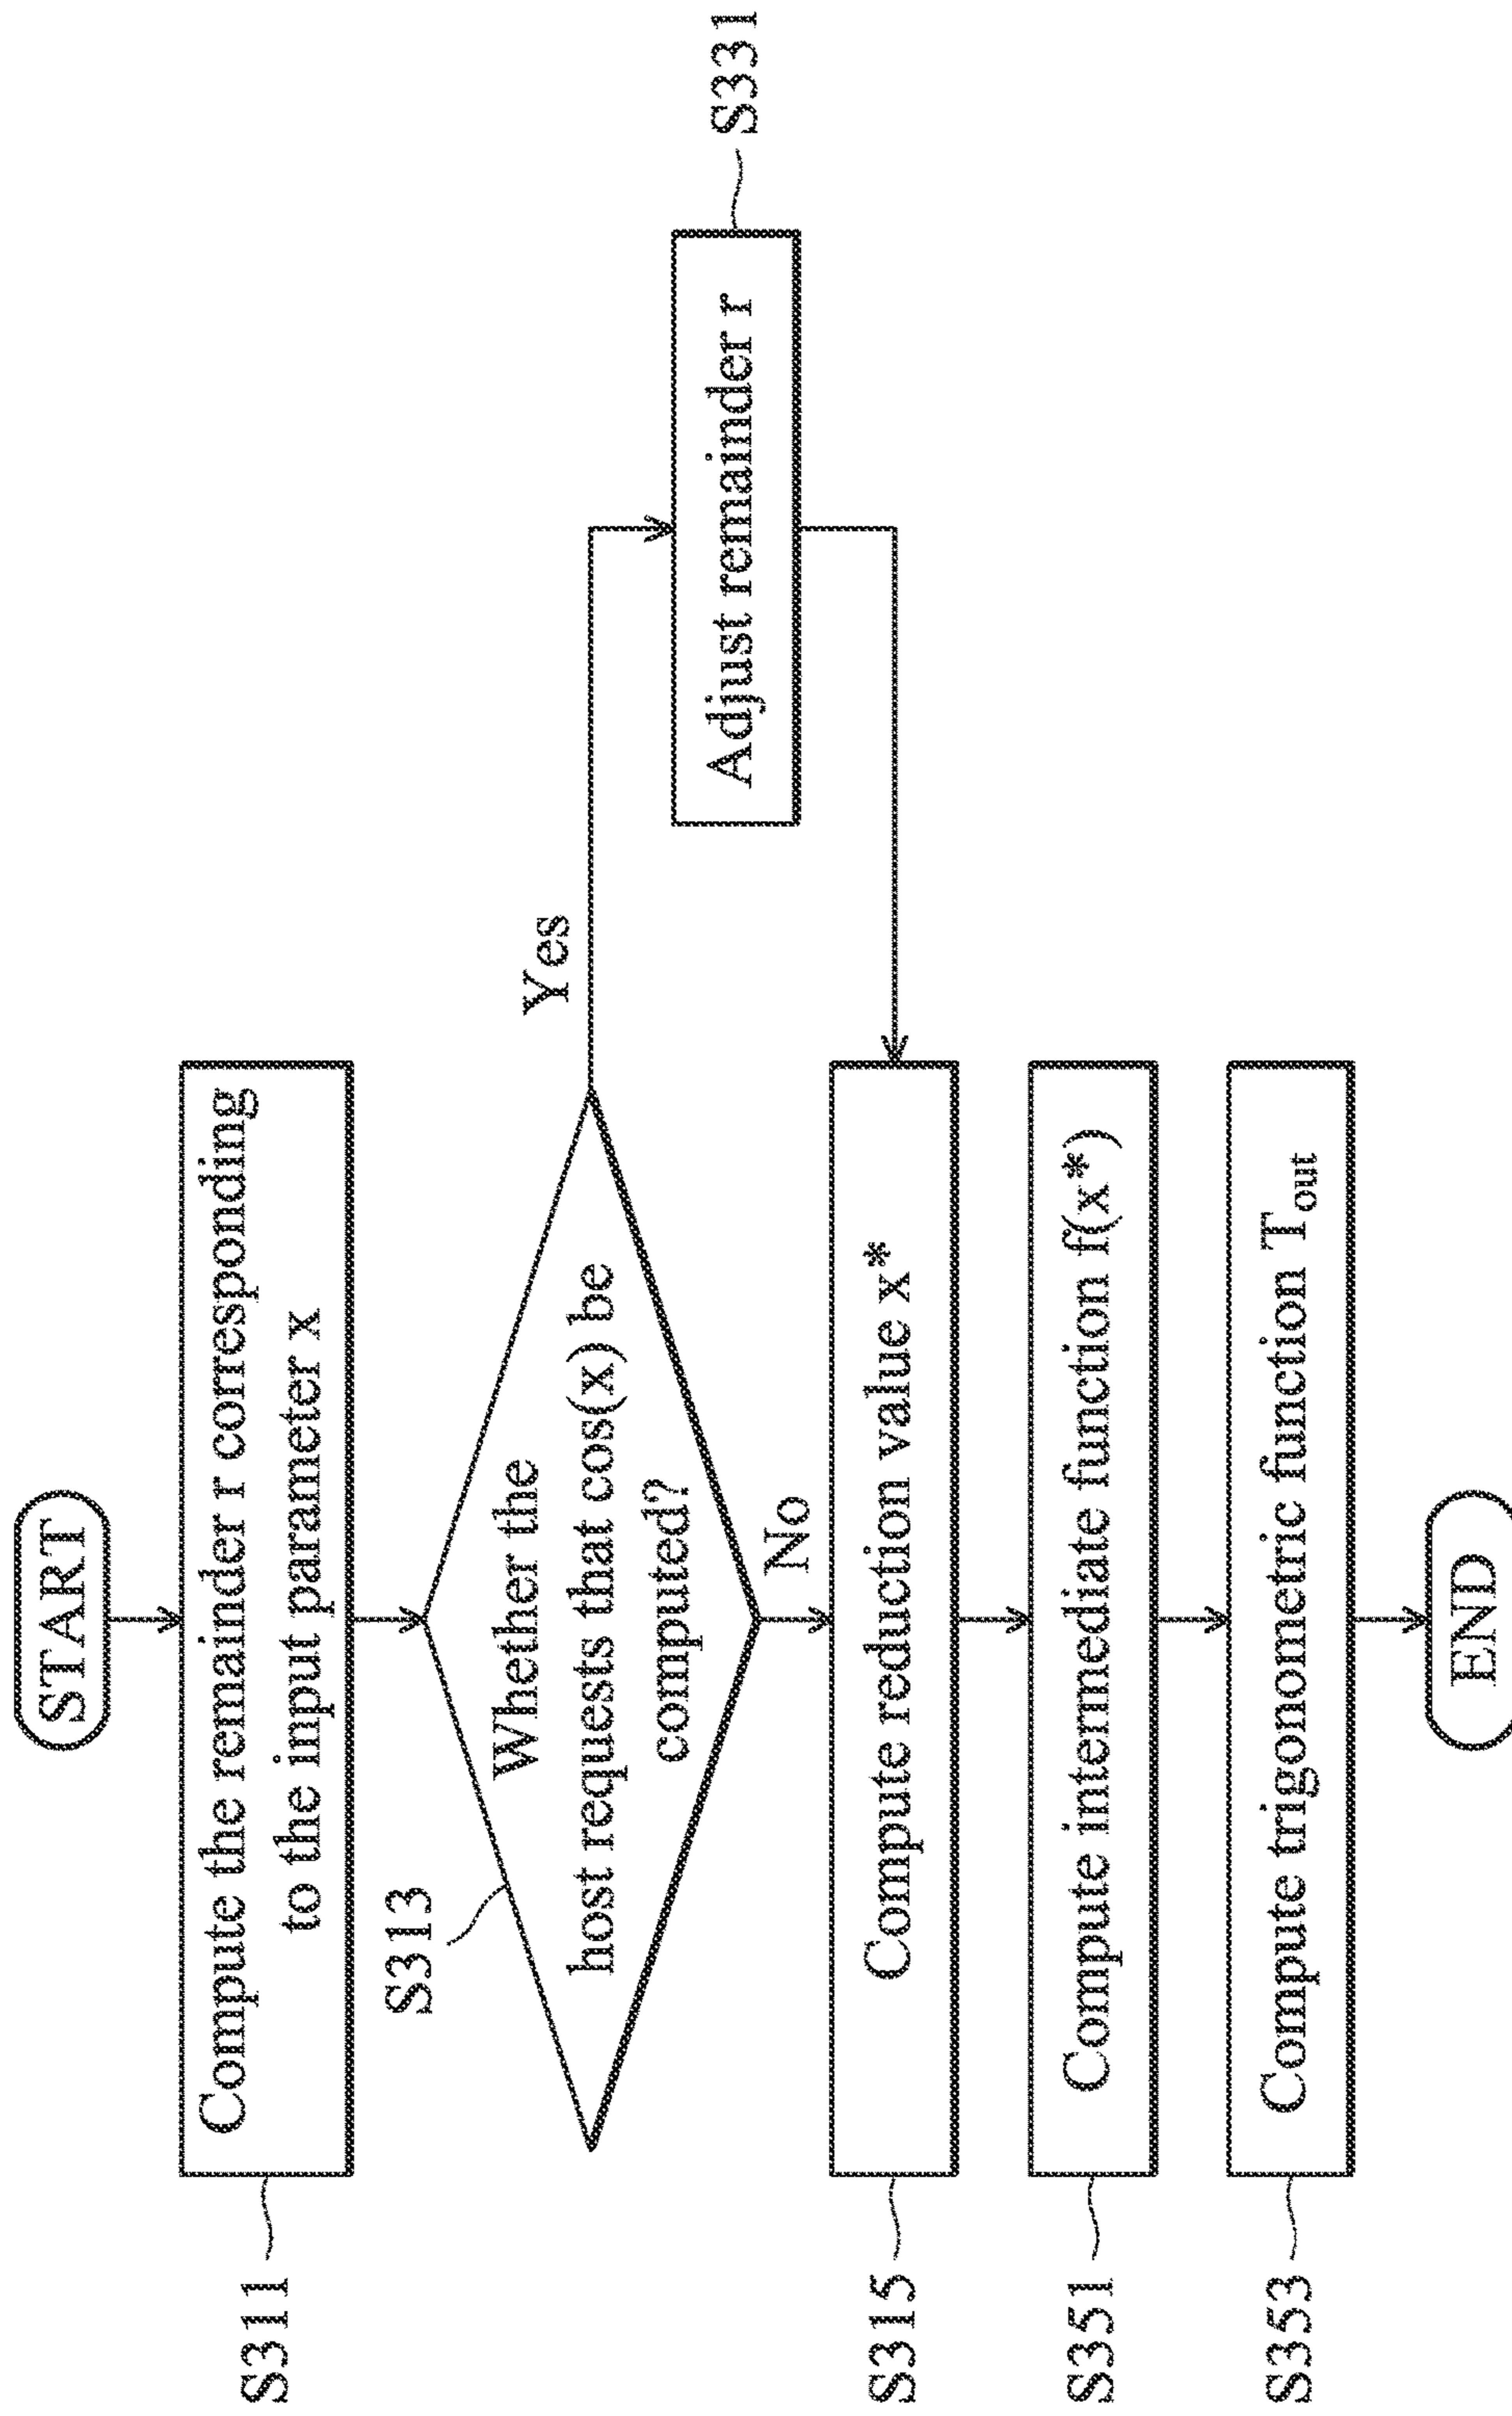 START
S311
Compute the remainder r corresponding
to the input parameter x
S313
Whether the
host requests that cos(x) be
computed?
Yes
No
Adjust remainder r
S331
S315
Compute reduction value x*
S351
Compute intermediate function f(x*)
S353
Compute trigonometric function Tout
END